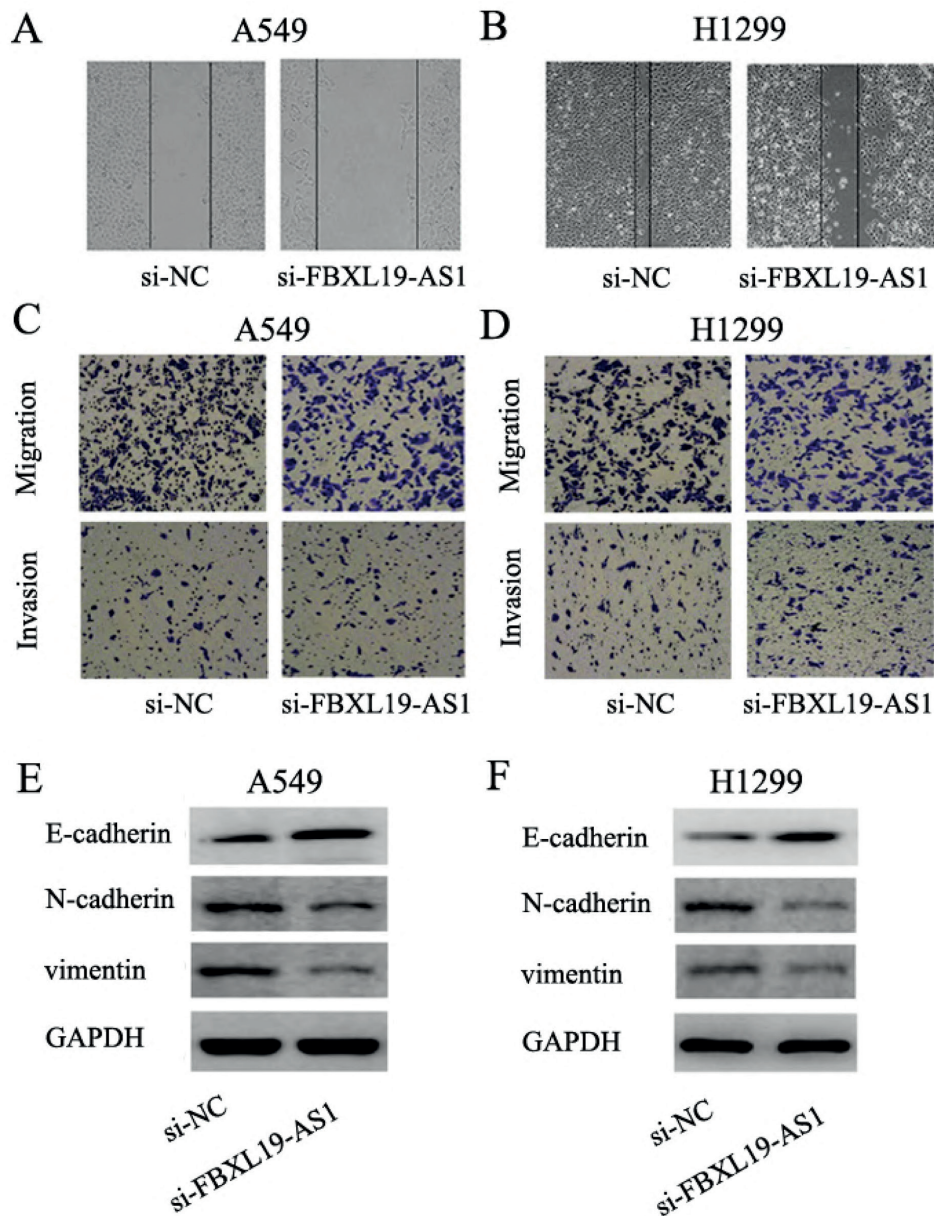 A
A549
B
H1299
si-NC
si-FBXL19-AS1
si-NC
si-FBXL19-AS1
C
A549
D
H1299
Migration
Migration
Invasion
Invasion
si-NC
si-FBXL19-AS1
si-NC
si-FBXL19-AS1
E
A549
E-cadherin
N-cadherin
vimentin
GAPDH
si-NC
si-FBXL19-AS1
F
H1299
E-cadherin
N-cadherin
vimentin
GAPDH
si-NC
si-FBXL19-AS1